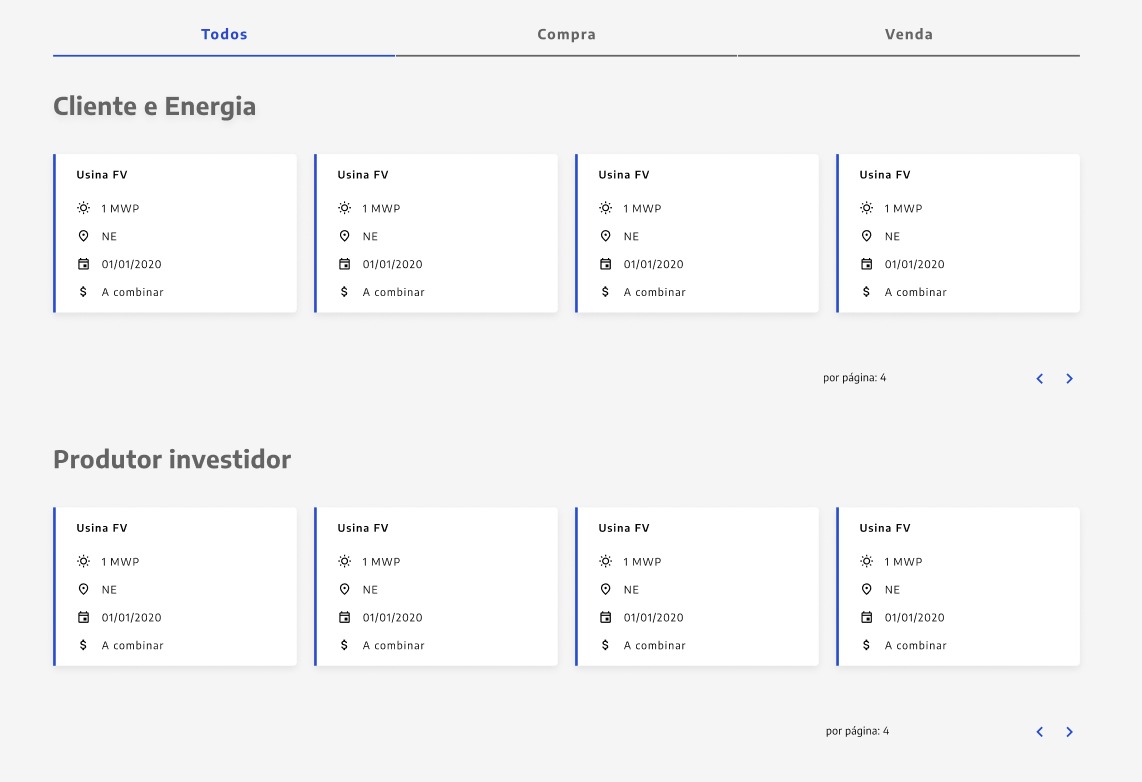 Todos Compra Venda
Cliente e Energia
Usina FV Usina FV Usina FV Usina FV
1 MWP 1 MWP 1 MWP 1 MWP
NE NE NE NE
01/01/2020 01/01/2020 01/01/2020 01/01/2020
$ A combinar $ A combinar $ A combinar $ A combinar
por página: 4
Produtor investidor
Usina FV Usina FV Usina FV Usina FV
1 MWP 1 MWP 1 MWP 1 MWP
NE NE NE NE
01/01/2020 01/01/2020 01/01/2020 01/01/2020
$ A combinar $ A combinar $ A combinar $ A combinar
por página: 4